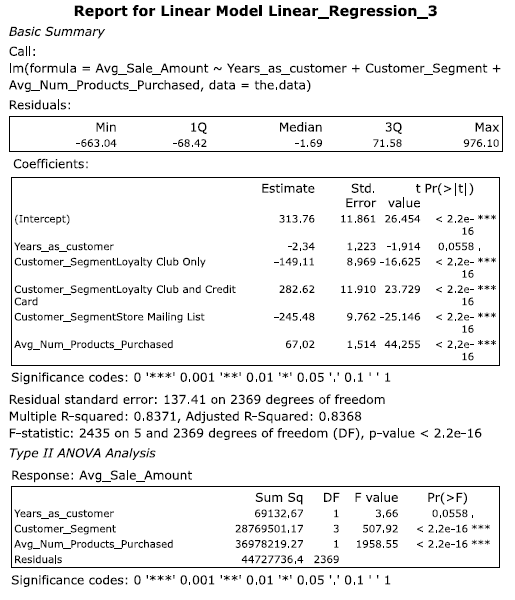 Report for Linear Model Linear_Regression_3
Basic Summary
Call:
lm(formula = Avg_Sale_Amount ~ Years_as_customer + Customer_Segment +
Avg_Num_Products_Purchased, data = the.data)
Residuals:
Min 1Q Median 3Q Max
-663.04 -68.42 -1.69 71.58 976.10
Coefficients:
Estimate Std. Error t value Pr(>|t|)
(Intercept) 313.76 11.861 26.454 < 2.2e-16 ***
Years_as_customer -2.34 1.223 -1.914 0.0558 .
Customer_SegmentLoyalty Club Only -149.11 8.969 -16.625 < 2.2e-16 ***
Customer_SegmentLoyalty Club and Credit Card 282.62 11.910 23.729 < 2.2e-16 ***
Customer_SegmentStore Mailing List -245.48 9.762 -25.146 < 2.2e-16 ***
Avg_Num_Products_Purchased 67.02 1.514 44.255 < 2.2e-16 ***
Significance codes: 0 '***' 0.001 '**' 0.01 '*' 0.05 '.' 0.1 ' ' 1
Residual standard error: 137.41 on 2369 degrees of freedom
Multiple R-squared: 0.8371, Adjusted R-Squared: 0.8368
F-statistic: 2435 on 5 and 2369 degrees of freedom (DF), p-value < 2.2e-16
Type II ANOVA Analysis
Response: Avg_Sale_Amount
Sum Sq DF F value Pr(>F)
Years_as_customer 69132.67 1 3.66 0.0558 .
Customer_Segment 28769501.17 3 507.92 < 2.2e-16 ***
Avg_Num_Products_Purchased 36978219.27 1 1958.55 < 2.2e-16 ***
Residuals 44727736.4 2369
Significance codes: 0 '***' 0.001 '**' 0.01 '*' 0.05 '.' 0.1 ' ' 1